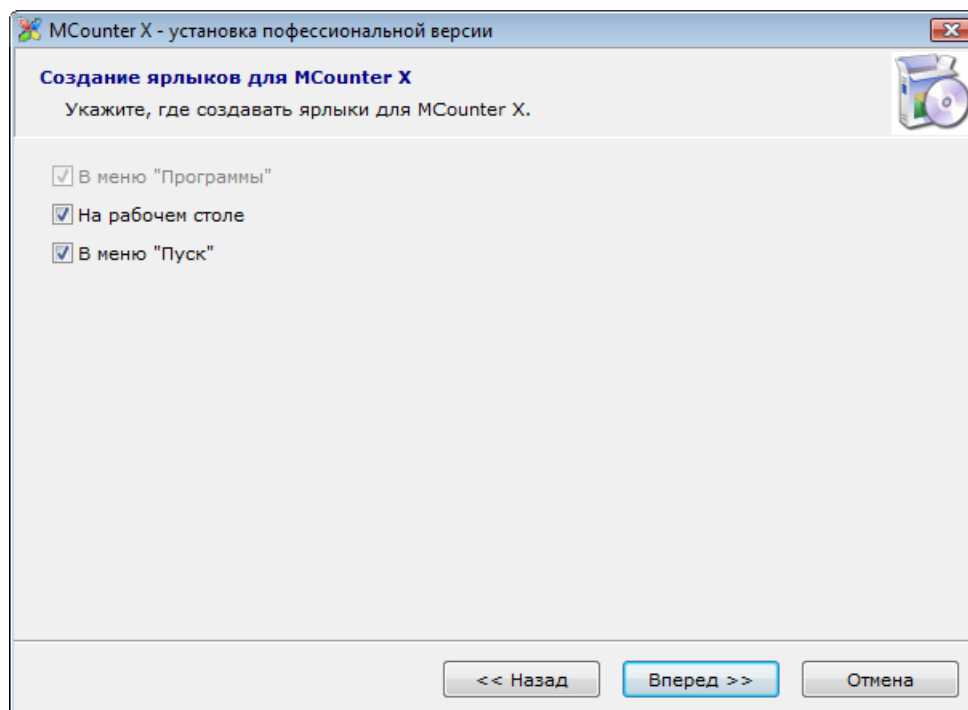 MCounter X - установка пофессиональной версии
Создание ярлыков для MCounter X
Укажите, где создавать ярлыки для MCounter X.
В меню "Программы"
На рабочем столе
В меню "Пуск"
<< Назад
Вперед >>
Отмена